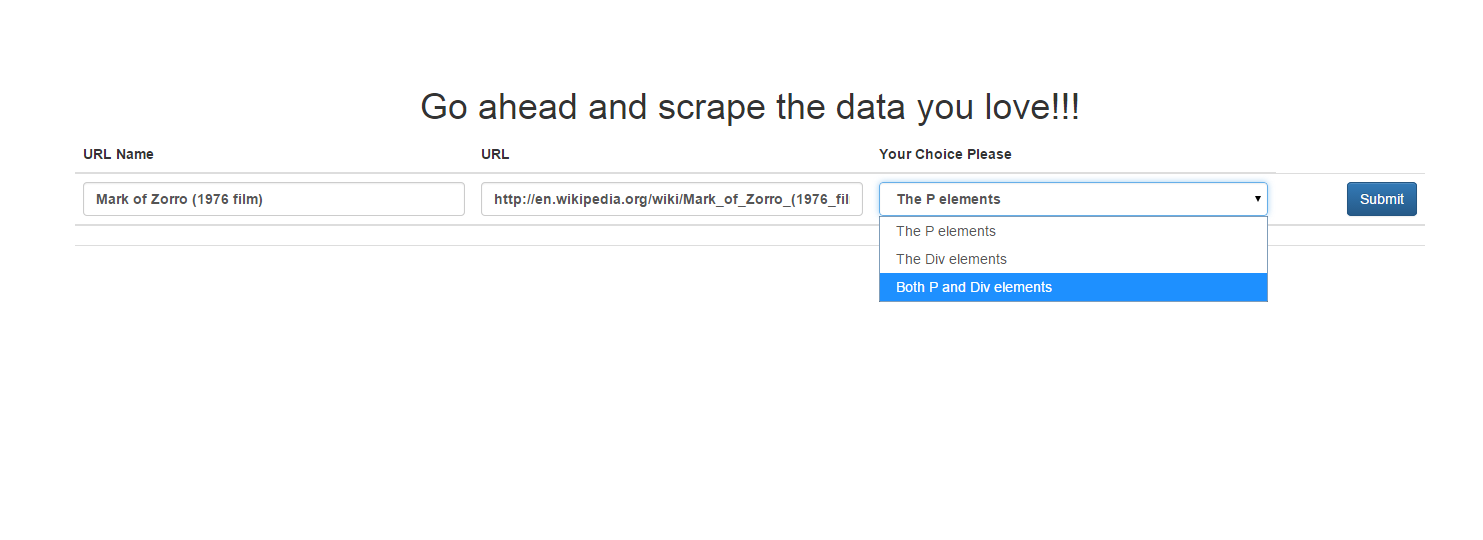 Go ahead and scrape the data you love!!!
URL Name URL Your Choice Please
Mark of Zorro (1976 film) http://en.wikipedia.org/wiki/Mark_of_Zorro_(1976_fil The P elements Submit
The P elements
The Div elements
Both P and Div elements